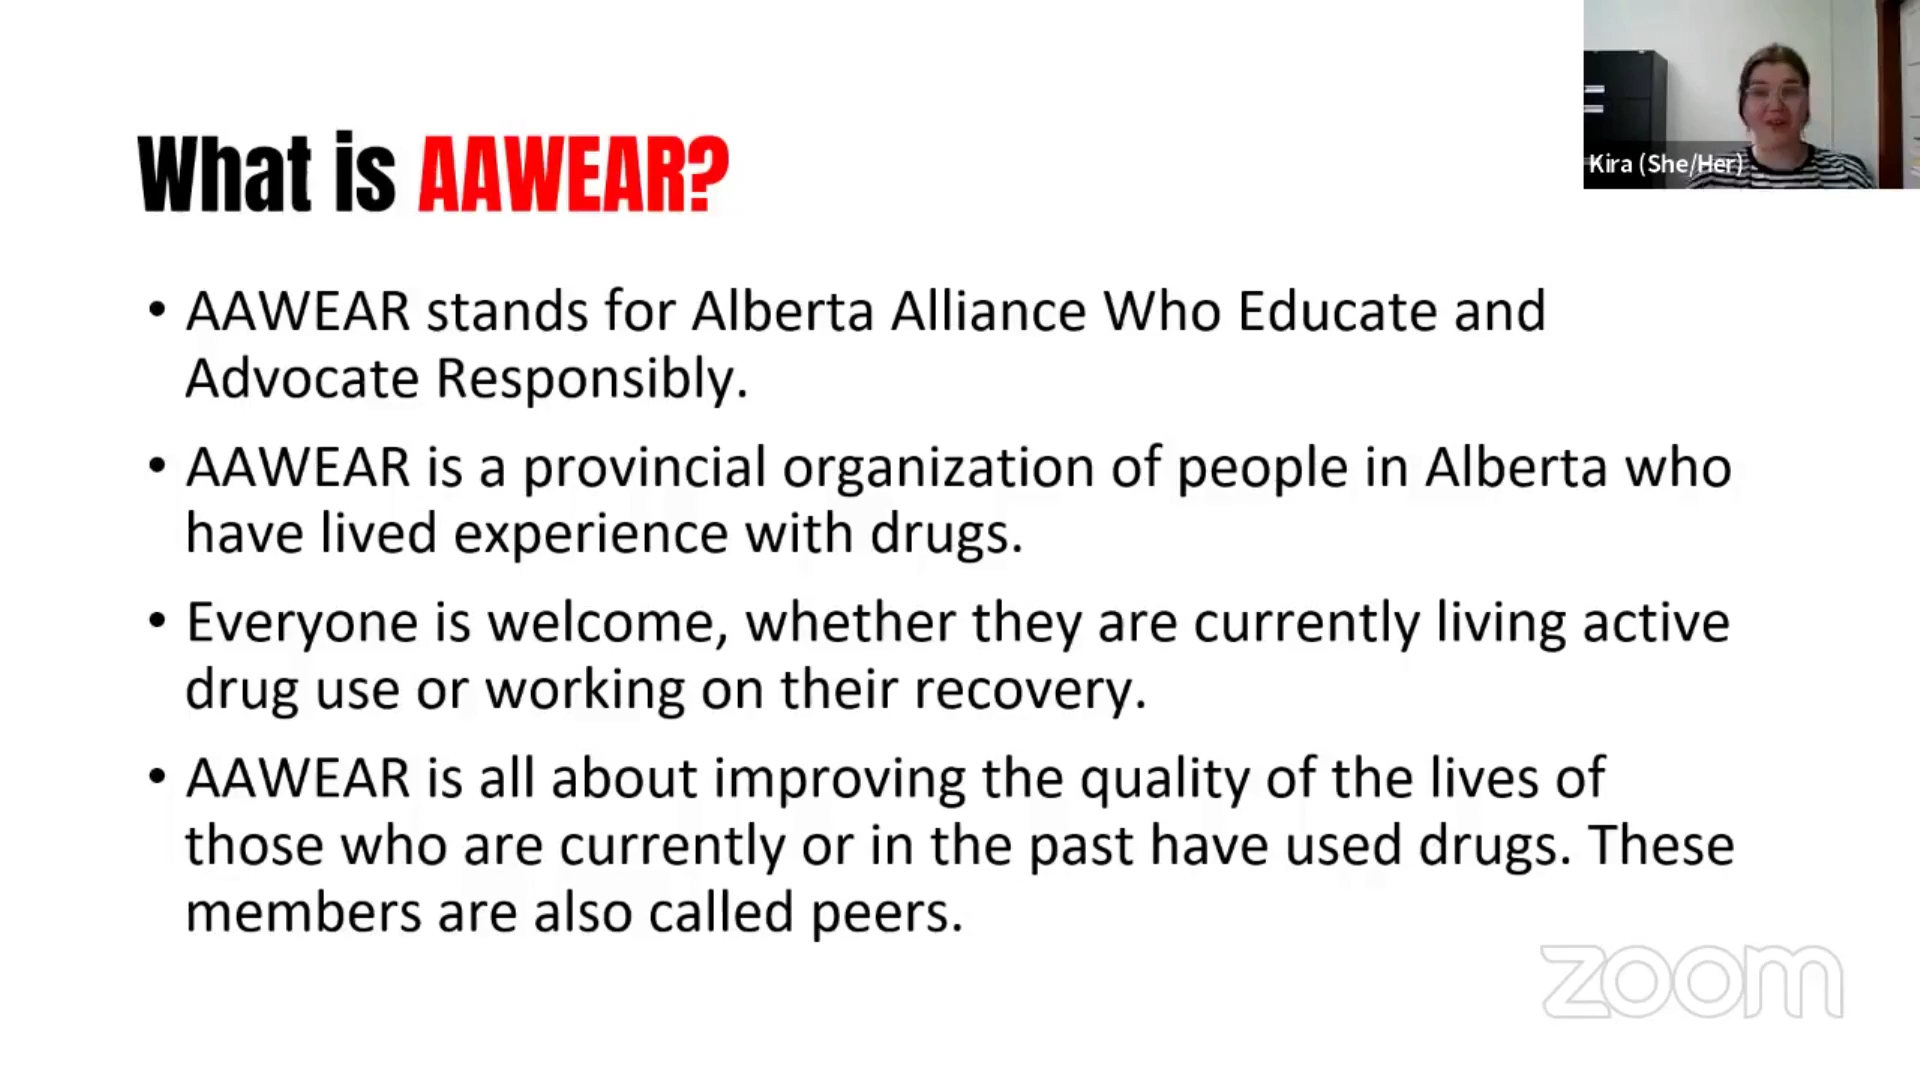 What is AAWEAR?
Kira (She/Her)
• AAWEAR stands for Alberta Alliance Who Educate and
Advocate Responsibly.
• AAWEAR is a provincial organization of people in Alberta who
have lived experience with drugs.
• Everyone is welcome, whether they are currently living active
drug use or working on their recovery.
• AAWEAR is all about improving the quality of the lives of
those who are currently or in the past have used drugs. These
members are also called peers.
zoom